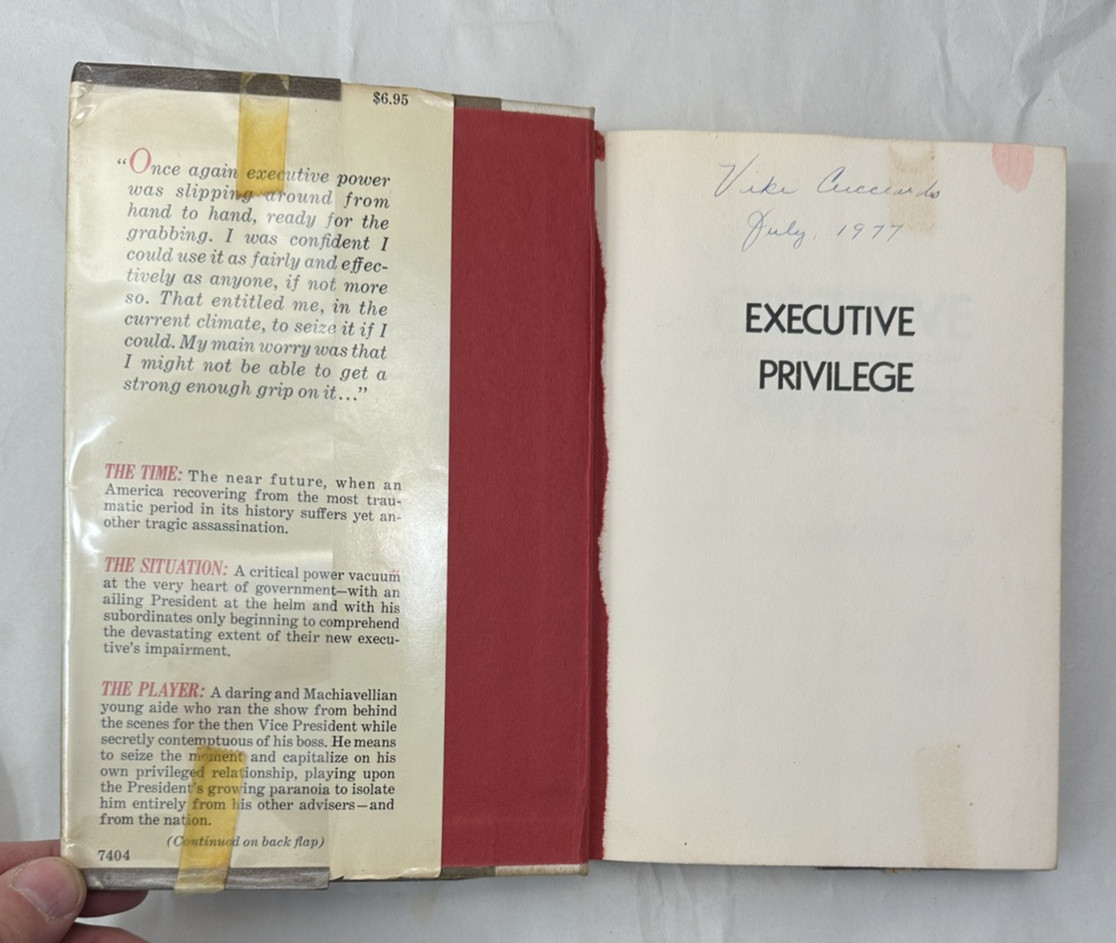 $6.95
“Once again executive power
was slipping around from
hand to hand, ready for the
grabbing. I was confident I
could use it as fairly and effec-
tively as anyone, if not more
so. That entitled me, in the
current climate, to seize it if I
could. My main worry was that
I might not be able to get a
strong enough grip on it...”
THE TIME: The near future, when an
America recovering from the most trau-
matic period in its history suffers yet an-
other tragic assassination.
THE SITUATION: A critical power vacuum
at the very heart of government—with an
ailing President at the helm and with his
subordinates only beginning to comprehend
the devastating extent of their new execu-
tive's impairment.
THE PLAYER: A daring and Machiavellian
young aide who ran the show from behind
the scenes for the then Vice President while
secretly contemptuous of his boss. He means
to seize the moment and capitalize on his
own privileged relationship, playing upon
the President's growing paranoia to isolate
him entirely from his other advisers—and
from the nation.
(Continued on back flap)
7404
July, 1977
EXECUTIVE
PRIVILEGE